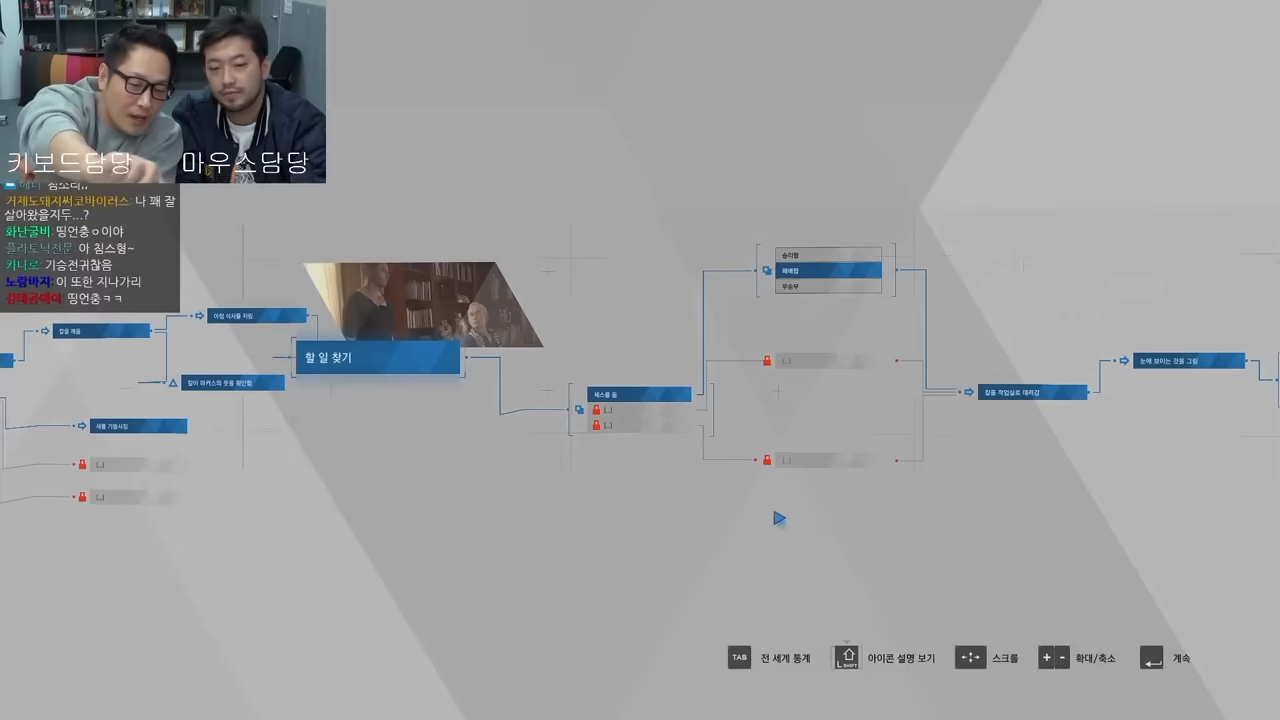 키보드담당
마우스담당
거제도돼지써코바이러스: 나 꽤 잘
살아왔을지두...?
화난굴비: 띵언충ㅇ이야
플라토닉전문: 아 침스형~
카나로: 기승전귀찮음
노랑바지: 이 또한 지나가리
띵언충ㅋㅋ
칼을 깨움
아침 식사를 차림
칼이 마커스의 옷을 확인함
새를 기동시킴
[...]
[...]
할 일 찾기
체스를 둠
[...]
[...]
승리함
패배함
무승부
[...]
[...]
칼을 작업실로 데려감
눈에 보이는 것을 그림
TAB 전 세계 통계
L SHIFT 아이콘 설명 보기
스크롤
+ - 확대/축소
계속